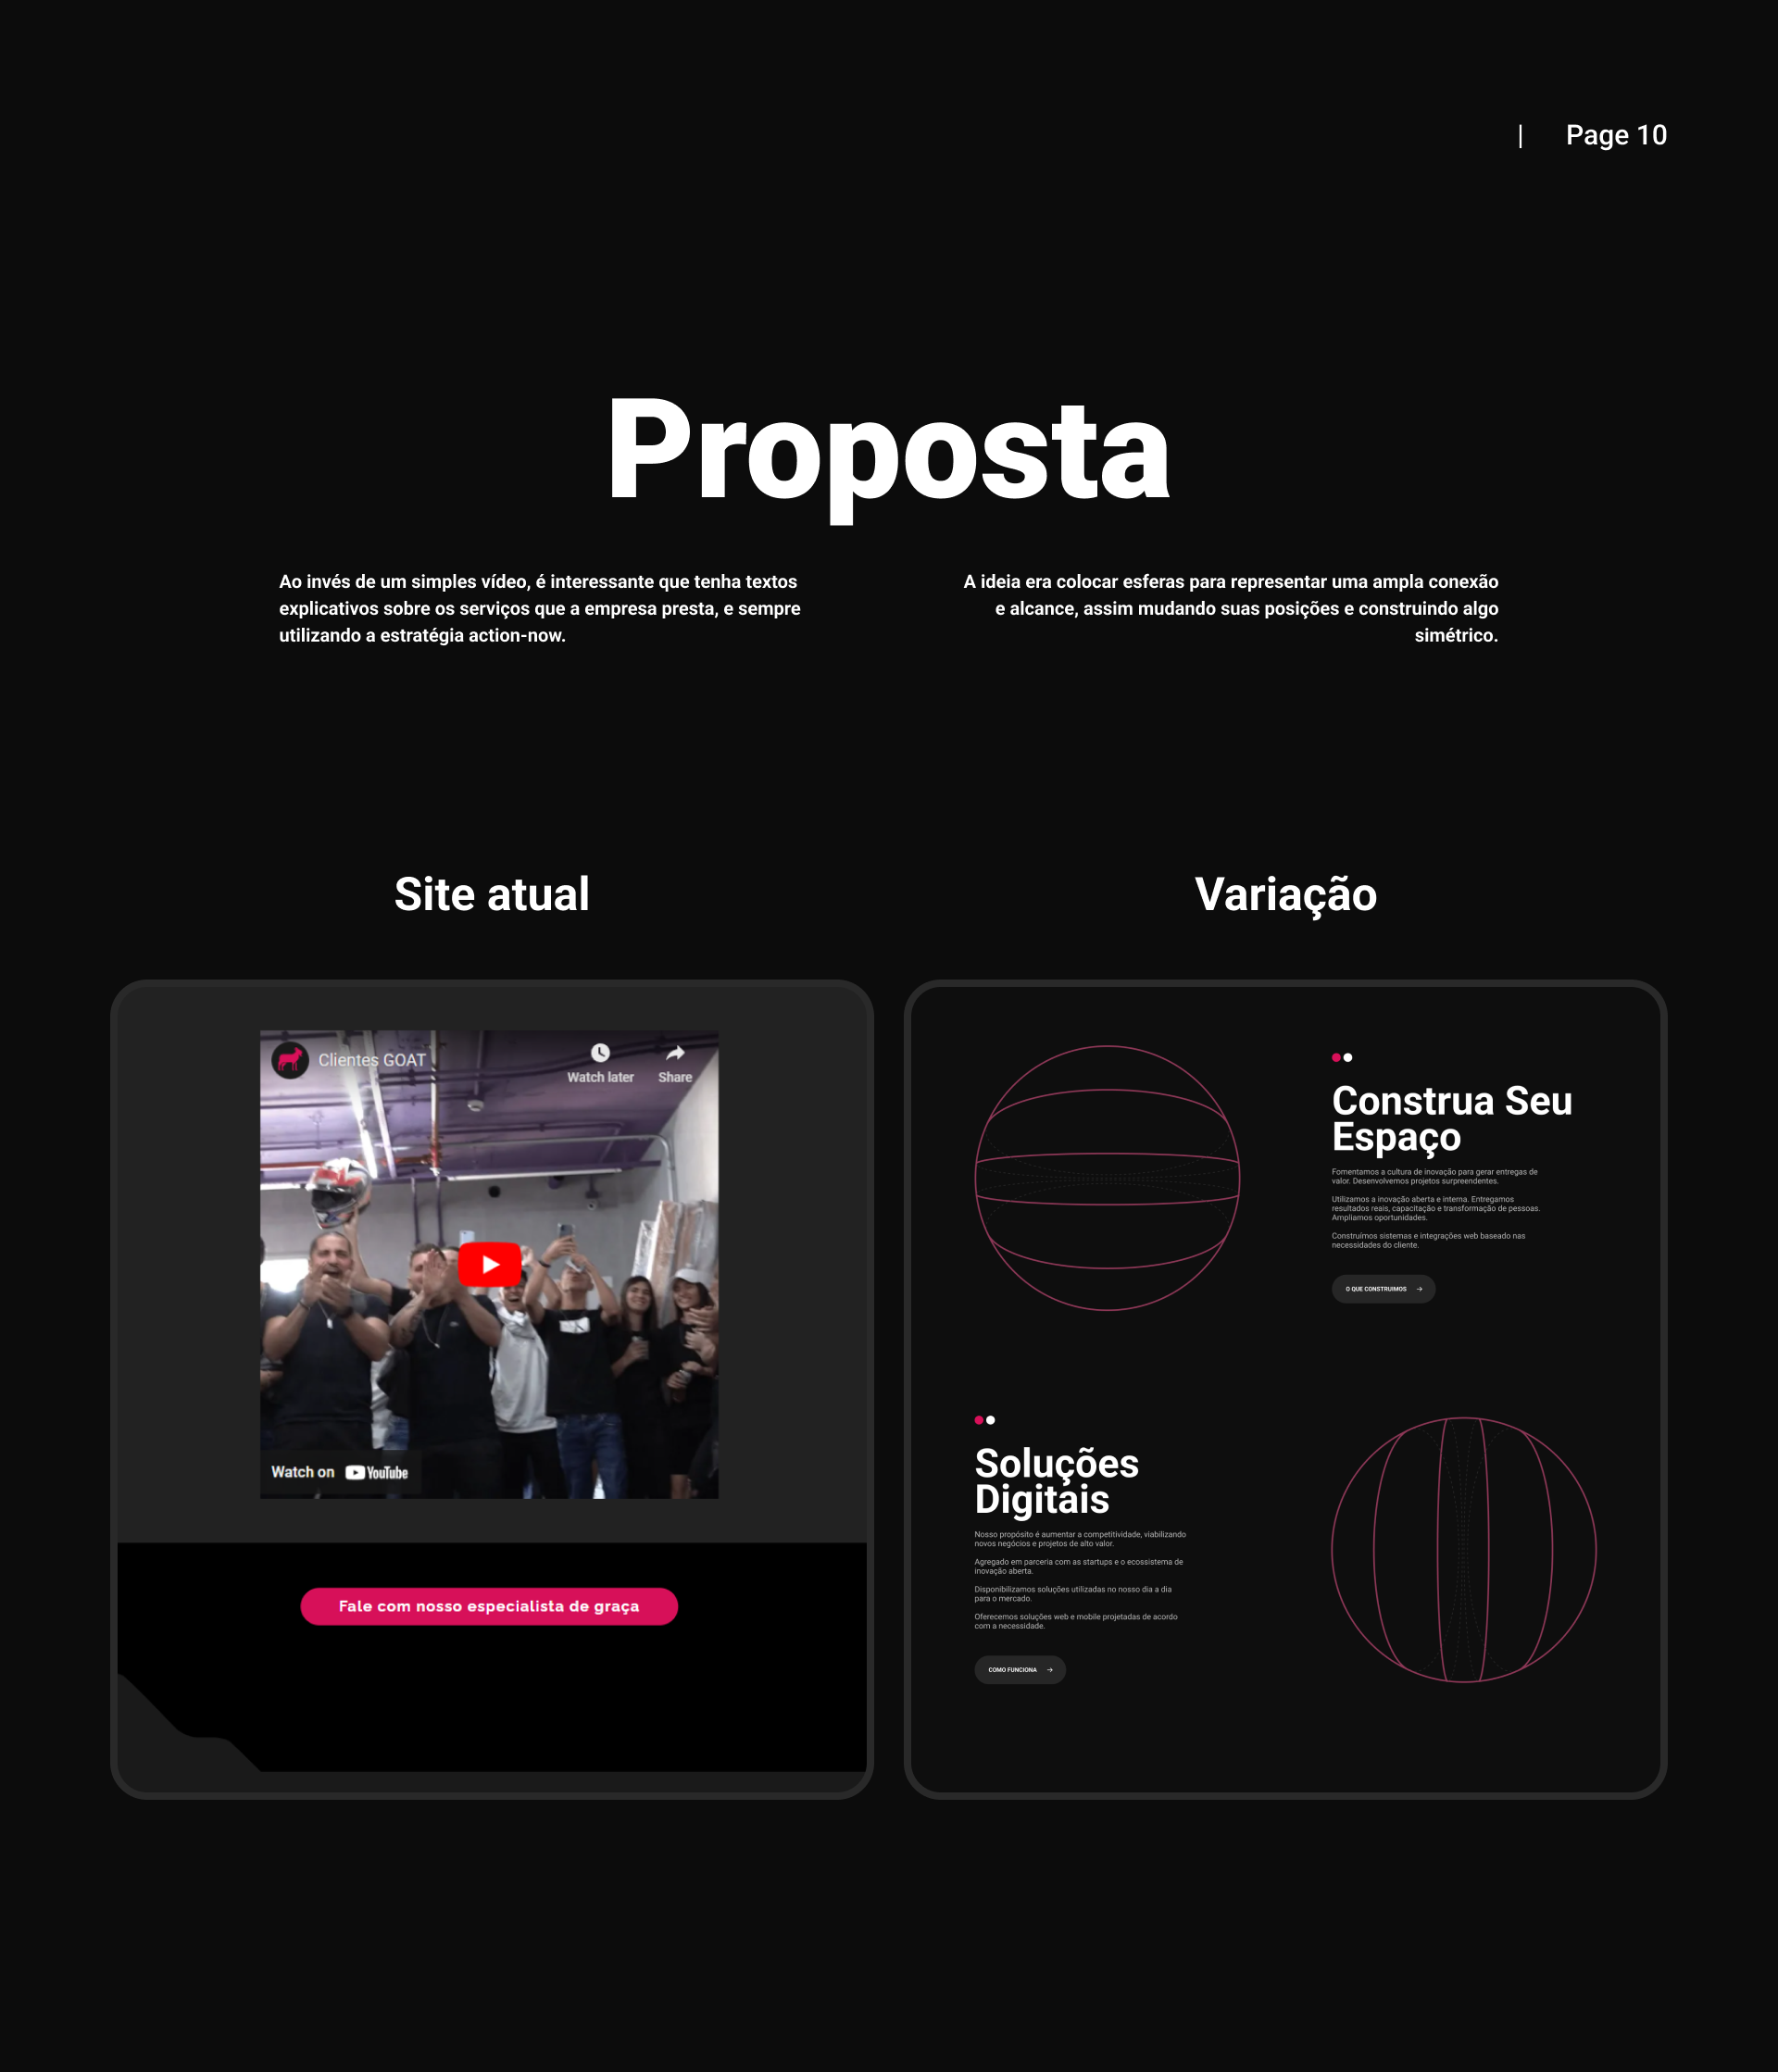 | Page 10
Proposta
Ao invés de um simples vídeo, é interessante que tenha textos
explicativos sobre os serviços que a empresa presta, e sempre
utilizando a estratégia action-now.
A ideia era colocar esferas para representar uma ampla conexão
e alcance, assim mudando suas posições e construindo algo
simétrico.
Site atual
Clientes GOAT
Watch later
Share
Watch on YouTube
Fale com nosso especialista de graça
Variação
Construa Seu
Espaço
Fomentamos a cultura de inovação para gerar entregas de
valor. Desenvolvemos projetos surpreendentes.
Utilizamos a inovação aberta e interna. Entregamos
resultados reais, capacitação e transformação de pessoas.
Ampliamos oportunidades.
Construímos sistemas e integrações web baseado nas
necessidades do cliente.
O QUE CONSTRUIMOS →
Soluções
Digitais
Nosso propósito é aumentar a competitividade, viabilizando
novos negócios e projetos de alto valor.
Agregado em parceria com as startups e o ecossistema de
inovação aberta.
Disponibilizamos soluções utilizadas no nosso dia a dia
para o mercado.
Oferecemos soluções web e mobile projetadas de acordo
com a necessidade.
COMO FUNCIONA →